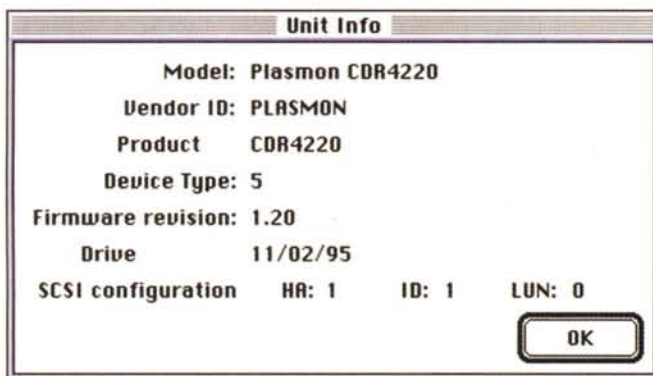 Unit Info
Model: Plasmon CDR4220
Vendor ID: PLASMON
Product CDR4220
Device Type: 5
Firmware revision: 1.20
Drive 11/02/95
SCSI configuration HA: 1 ID: 1 LUN: 0
OK